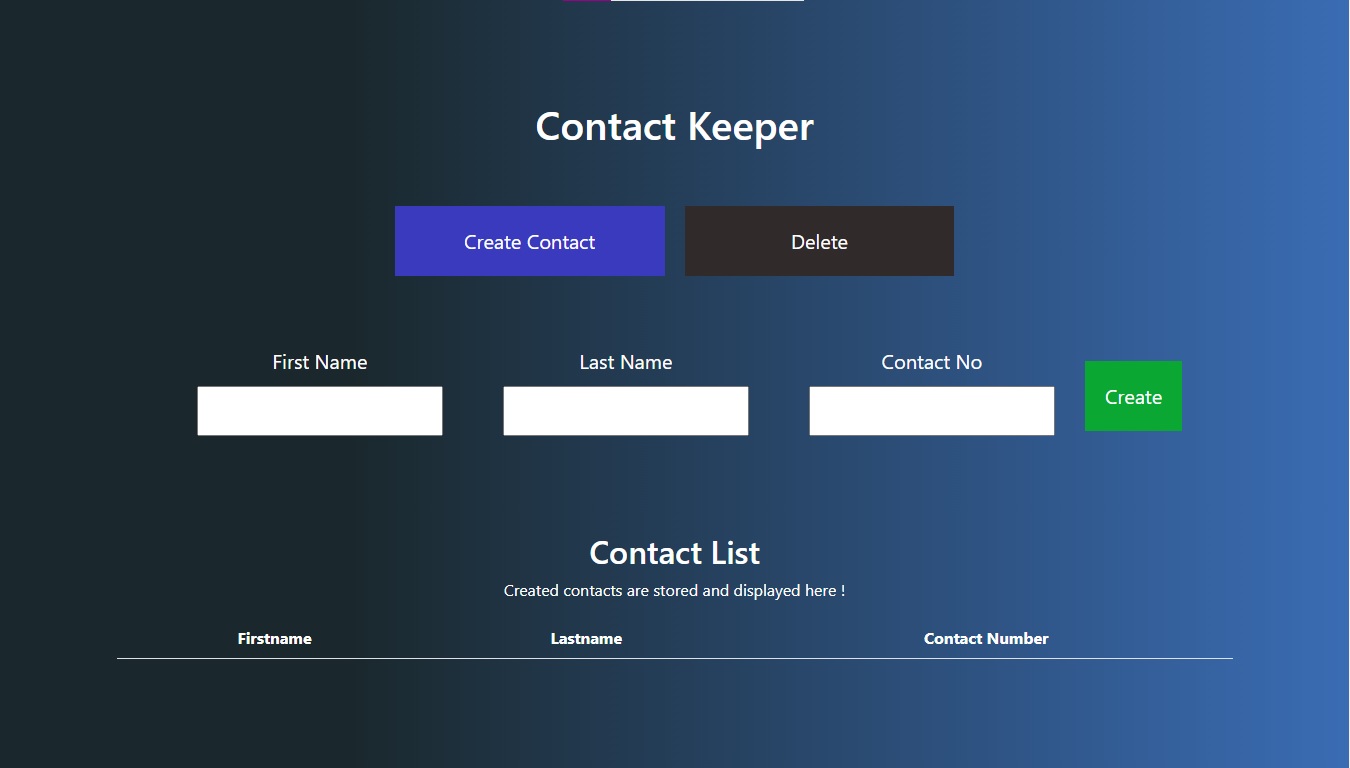 Contact Keeper
Create Contact Delete
First Name Last Name Contact No
Create
Contact List
Created contacts are stored and displayed here !
Firstname Lastname Contact Number